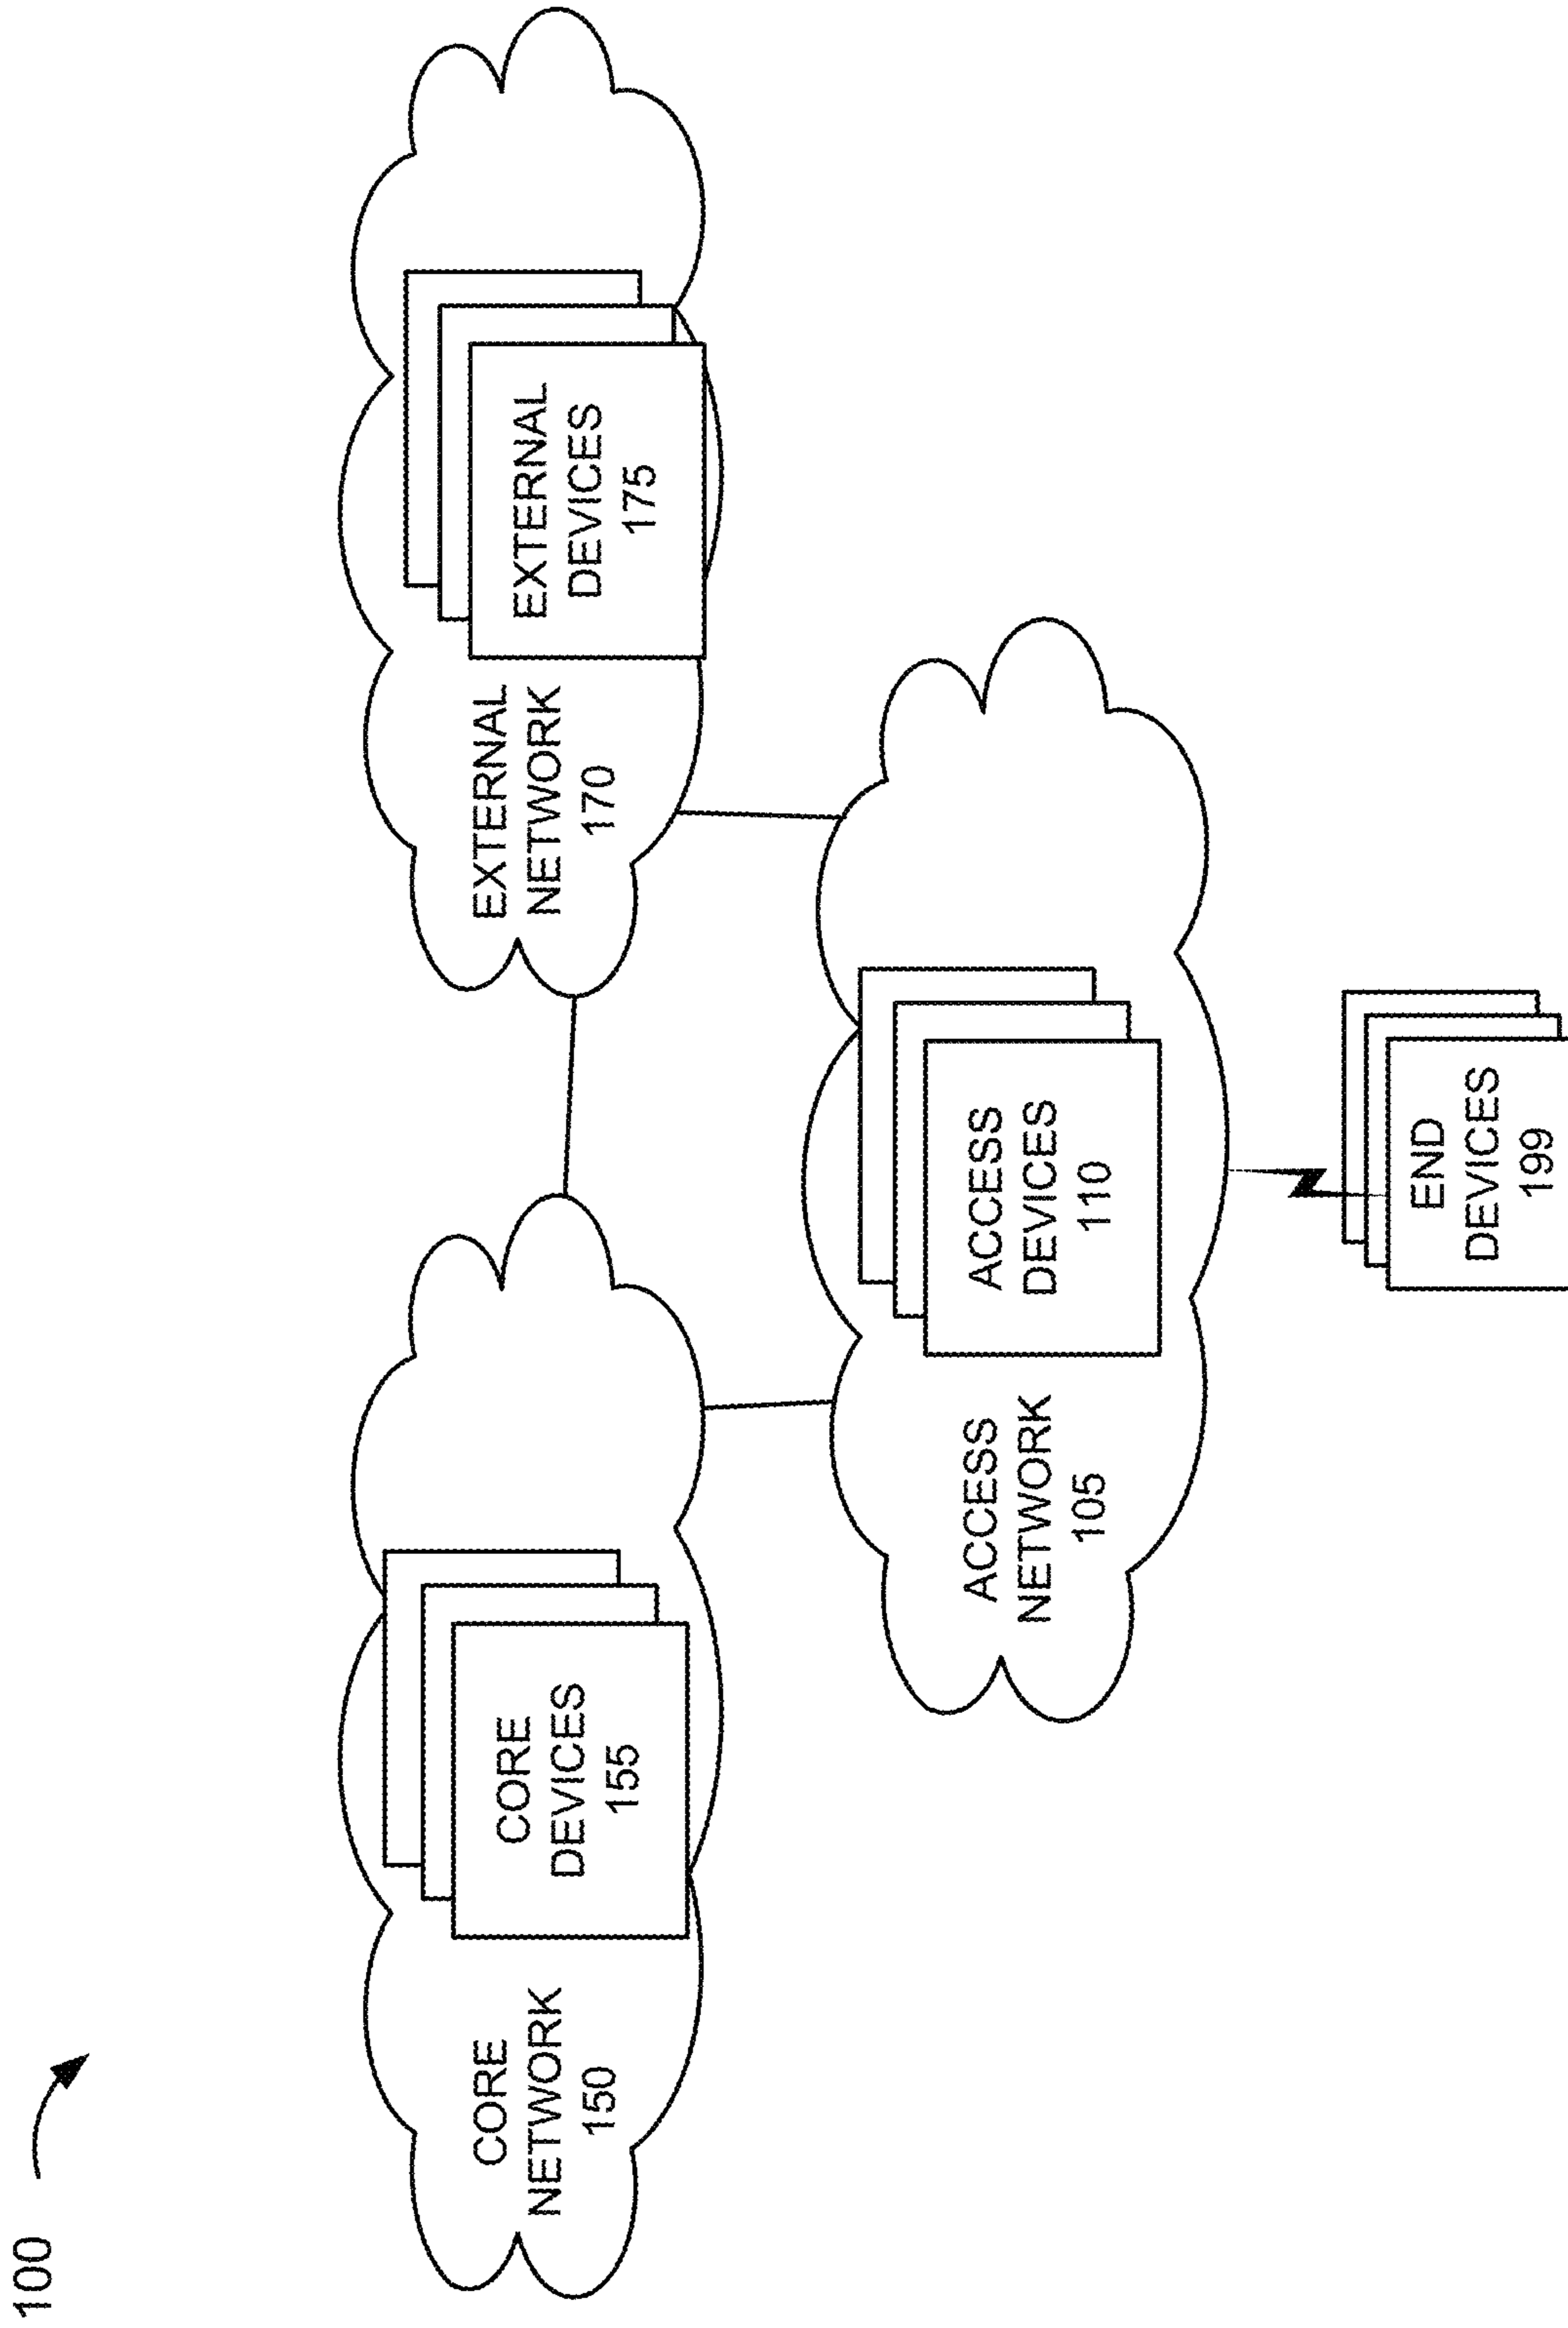 100
CORE
NETWORK
150
CORE
DEVICES
155
EXTERNAL
NETWORK
170
EXTERNAL
DEVICES
175
ACCESS
NETWORK
105
ACCESS
DEVICES
110
END
DEVICES
199